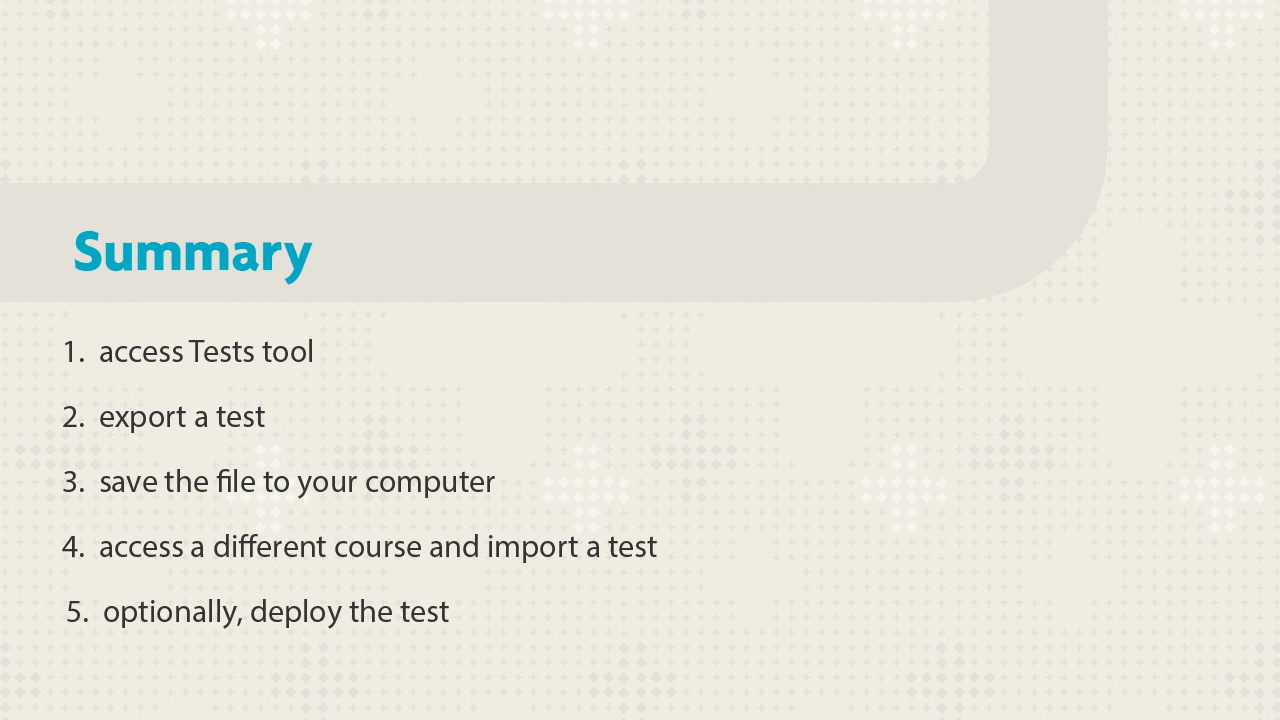 Summary
1. access Tests tool
2. export a test
3. save the file to your computer
4. access a different course and import a test
5. optionally, deploy the test